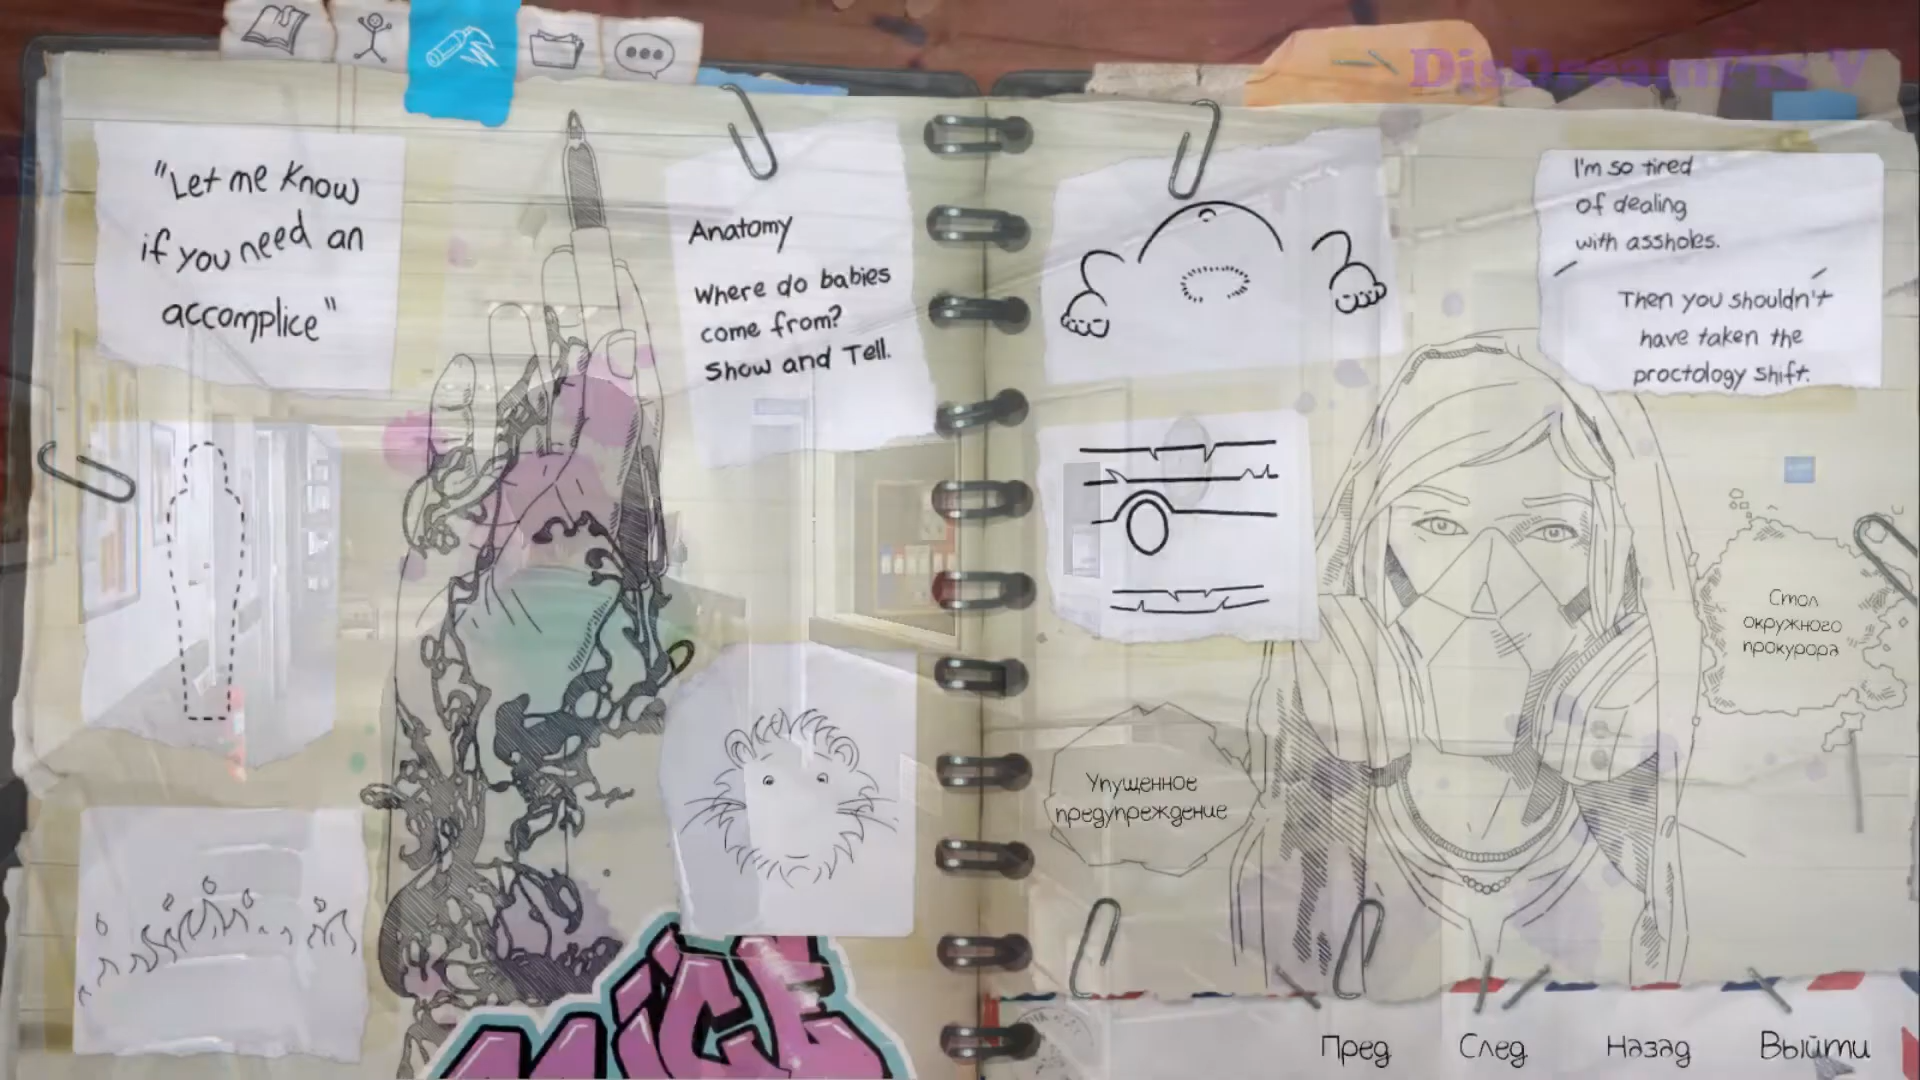 DisDreamPix V
"Let me know
if you need an
accomplice"
Anatomy
Where do babies
come from?
Show and Tell.
I'm so tired
of dealing
with assholes.
Then you shouldn't
have taken the
proctology shift.
Стол
окружного
прокурора
Упущенное
предупреждение
Пред
След
Назад
Выйти